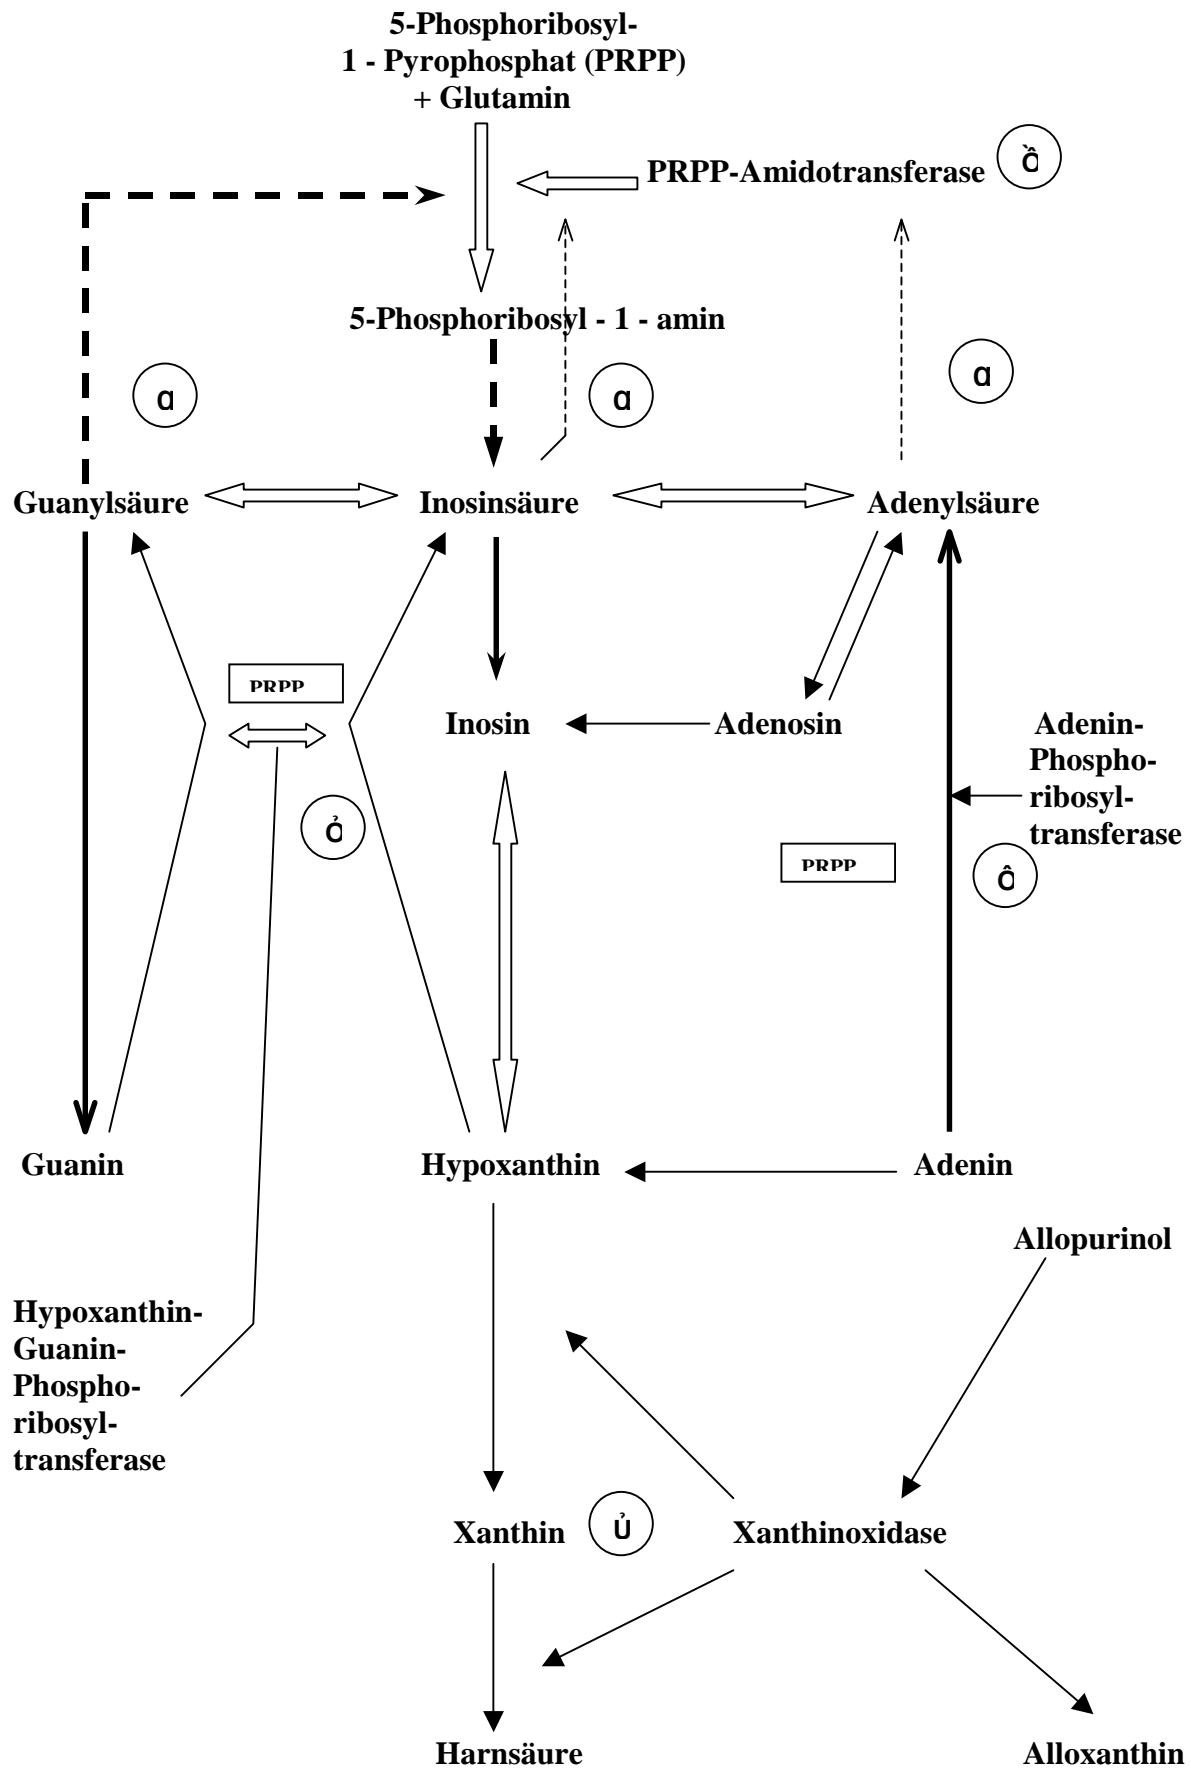 5-Phosphoribosyl-
1 - Pyrophosphat (PRPP)
+ Glutamin
PRPP-Amidotransferase
5-Phosphoribosyl - 1 - amin
α
α
α
Guanylsäure
Inosinsäure
Adenylsäure
PRPP
Inosin
Adenosin
Adenin-
Phospho-
ribosyl-
transferase
PRPP
Guanin
Hypoxanthin
Adenin
Allopurinol
Hypoxanthin-
Guanin-
Phospho-
ribosyl-
transferase
Xanthin
Xanthinoxidase
Harnsäure
Alloxanthin